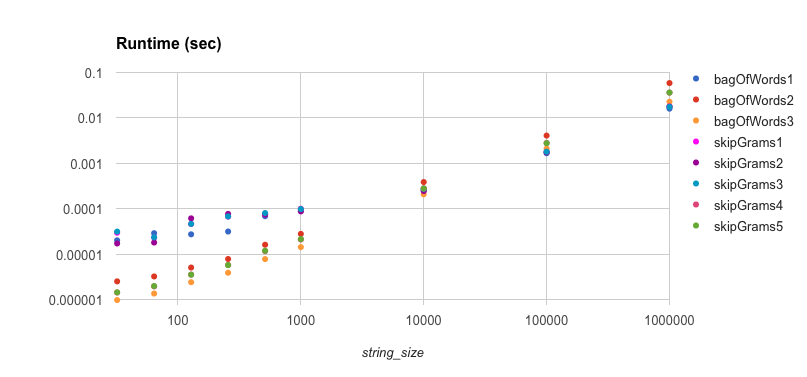 Runtime (sec)
0.1
0.01
0.001
0.0001
0.00001
0.000001
100
1000
10000
100000
1000000
string_size
bagOfWords1
bagOfWords2
bagOfWords3
skipGrams1
skipGrams2
skipGrams3
skipGrams4
skipGrams5